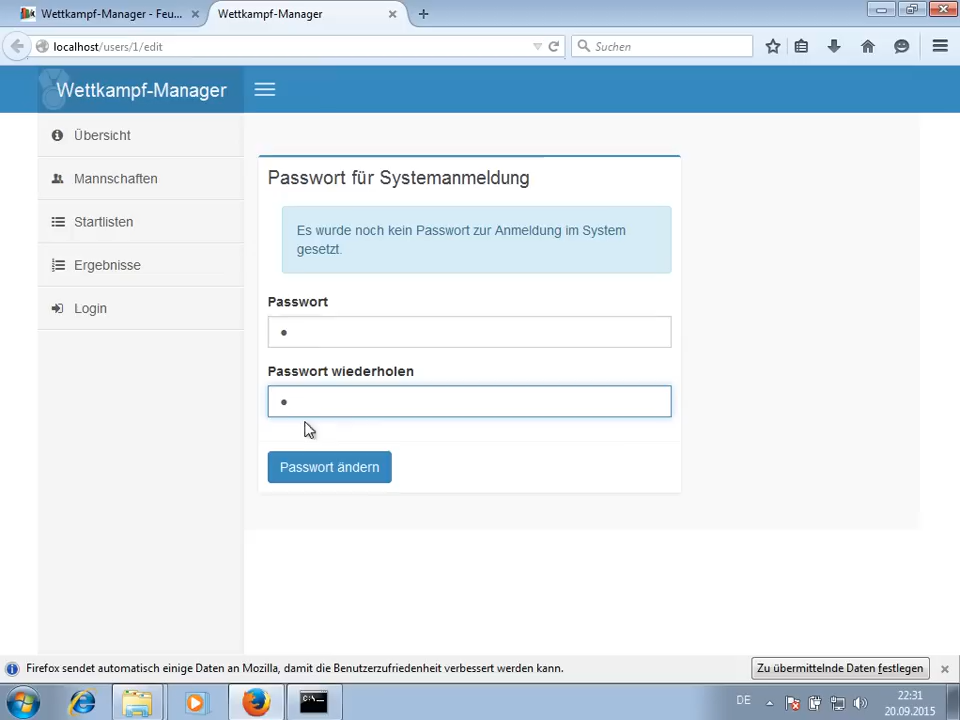 Wettkampf-Manager - Feu...
Wettkampf-Manager
localhost/users/1/edit
Suchen
Wettkampf-Manager
Übersicht
Mannschaften
Startlisten
Ergebnisse
Login
Passwort für Systemanmeldung
Es wurde noch kein Passwort zur Anmeldung im System
gesetzt.
Passwort
Passwort wiederholen
Passwort ändern
Firefox sendet automatisch einige Daten an Mozilla, damit die Benutzerzufriedenheit verbessert werden kann.
Zu übermittelnde Daten festlegen
C:\_
DE
22:31
20.09.2015